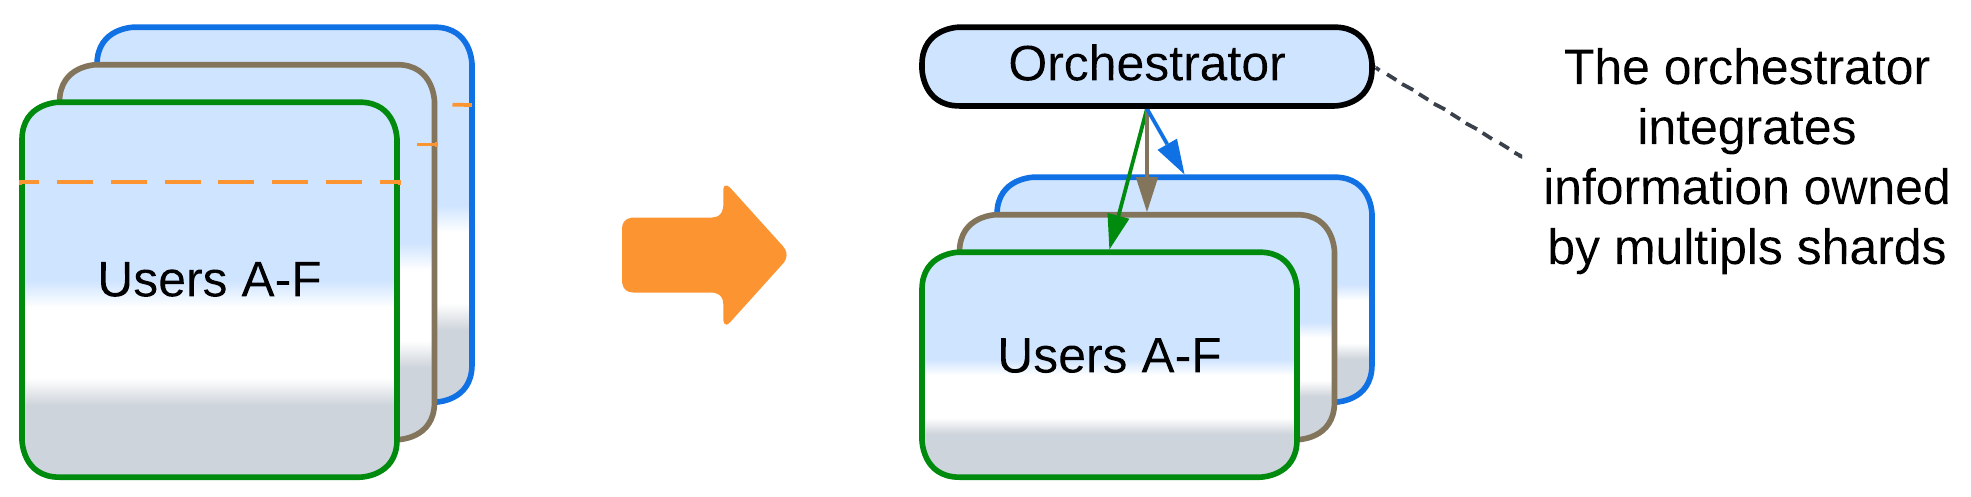 Users A-F
Orchestrator
Users A-F
The orchestrator
integrates
information owned
by multipls shards